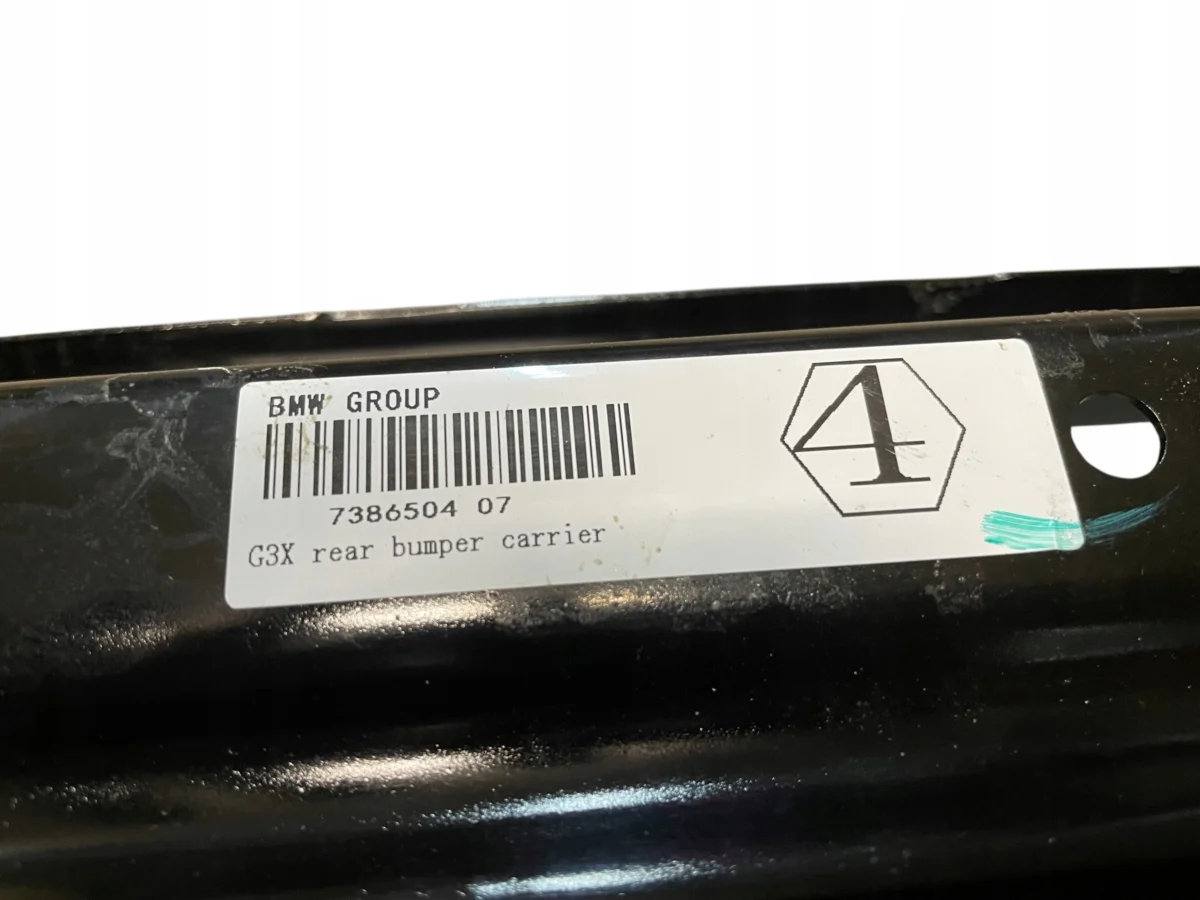 BMW GROUP
7386504 07
G3X rear bumper carrier
4